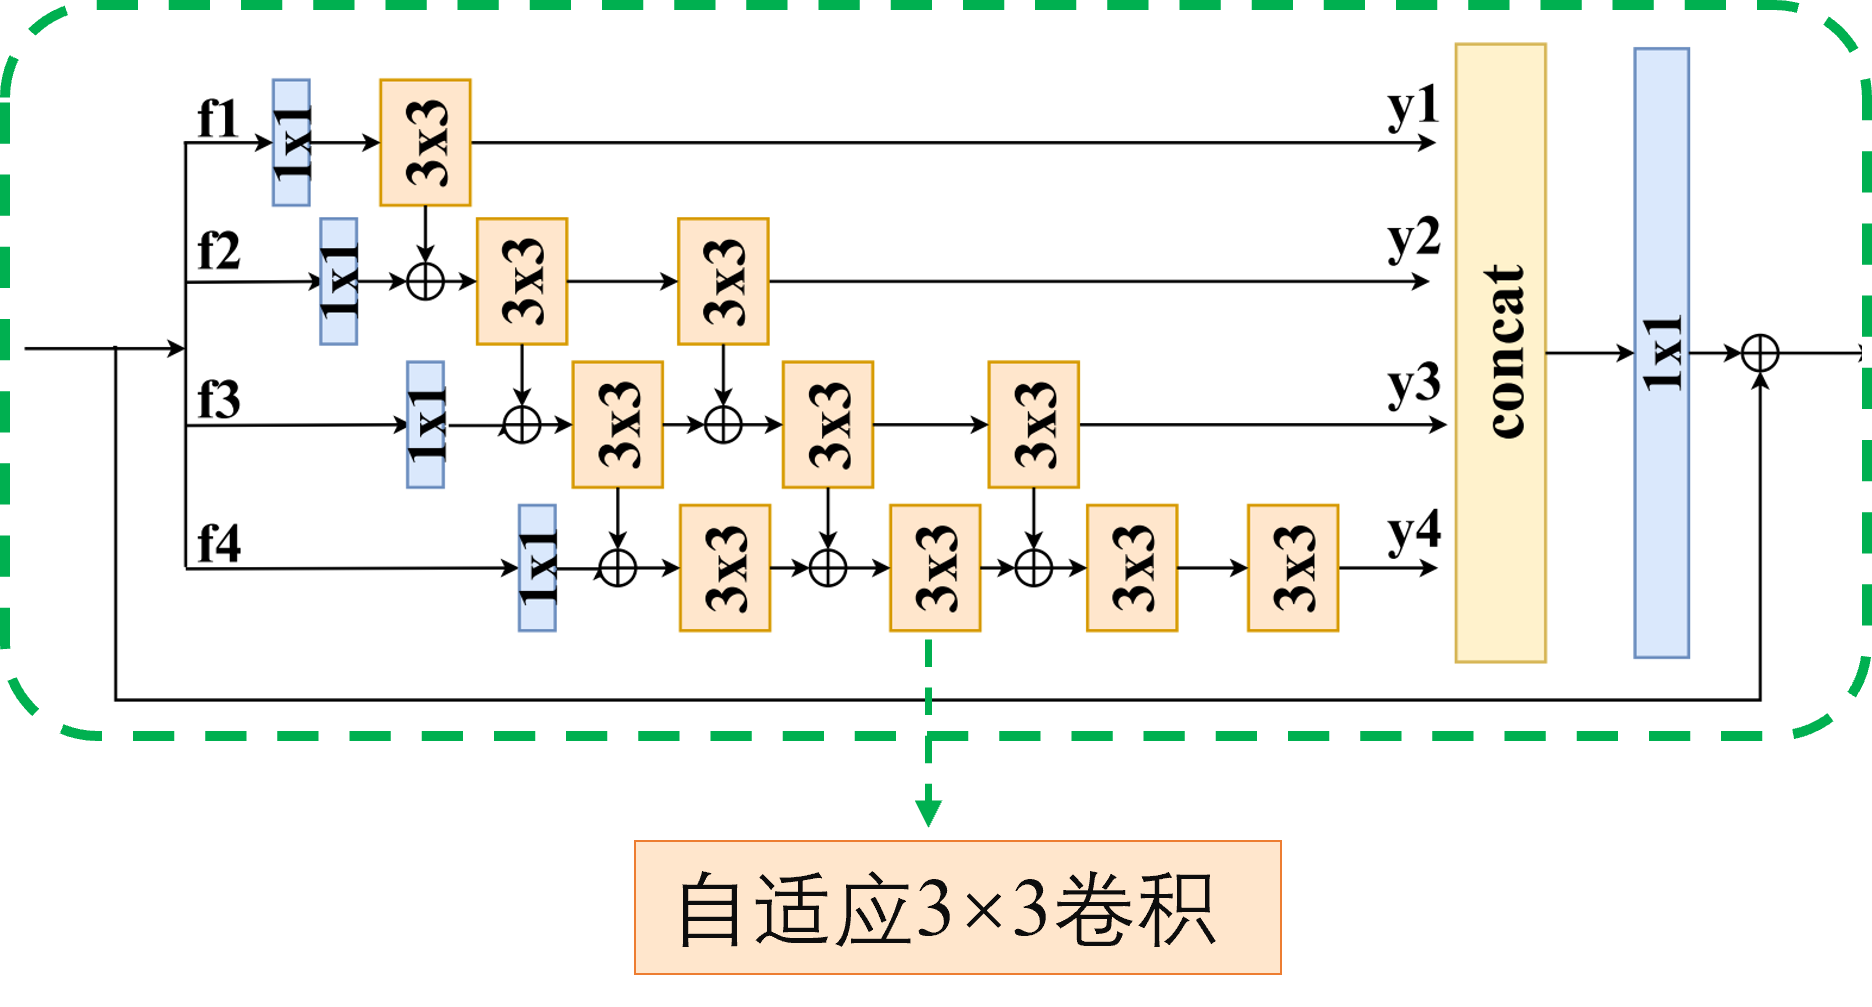 f1 1x1 3x3 y1
f2 1x1 3x3 3x3 y2
f3 1x1 3x3 3x3 3x3 y3
f4 1x1 3x3 3x3 3x3 3x3 y4
concat
1x1
自适应3×3卷积